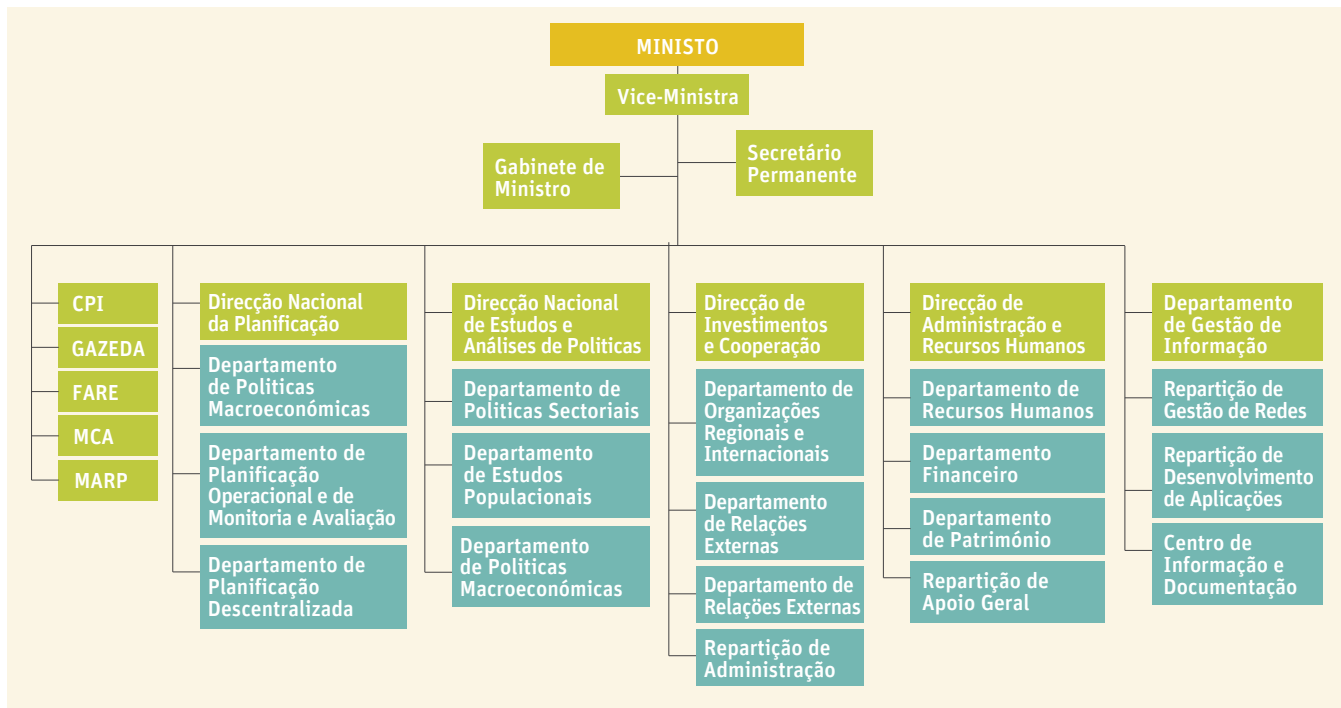 MINISTO
Vice-Ministra
Gabinete de
Ministro
Secretário
Permanente
CPI
GAZEDA
FARE
MCA
MARP
Direcção Nacional
da Planificação
Departamento
de Politicas
Macroeconómicas
Departamento de
Planificação
Operacional e de
Monitoria e Avaliação
Departamento de
Planificação
Descentralizada
Direcção Nacional
de Estudos e
Análises de Politicas
Departamento de
Politicas Sectoriais
Departamento
de Estudos
Populacionais
Departamento
de Politicas
Macroeconómicas
Direcção de
Investimentos
e Cooperação
Departamento de
Organizações
Regionais e
Internacionais
Departamento
de Relações
Externas
Departamento de
Relações Externas
Repartição de
Administração
Direcção de
Administração e
Recursos Humanos
Departamento de
Recursos Humanos
Departamento
Financeiro
Departamento
de Património
Repartição de
Apoio Geral
Departamento
de Gestão de
Informação
Repartição de
Gestão de Redes
Repartição de
Desenvolvimento
de Aplicações
Centro de
Informação e
Documentação